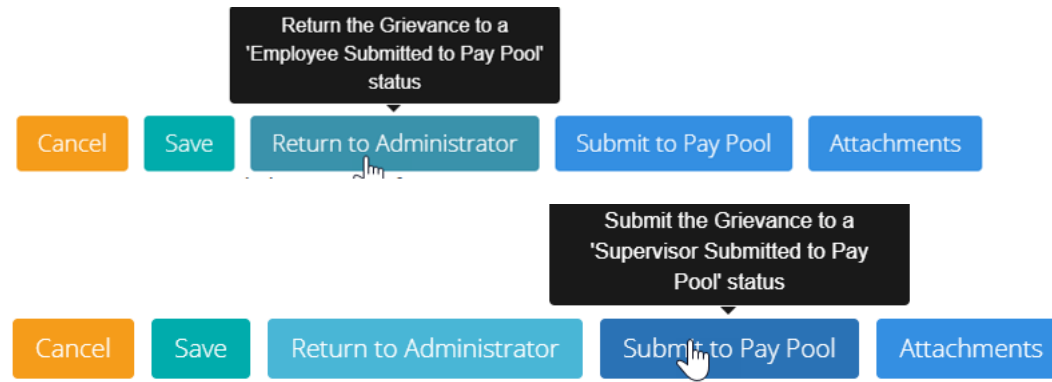 Return the Grievance to a
'Employee Submitted to Pay Pool'
status
Cancel Save Return to Administrator Submit to Pay Pool Attachments
Submit the Grievance to a
'Supervisor Submitted to Pay
Pool' status
Cancel Save Return to Administrator Submit to Pay Pool Attachments